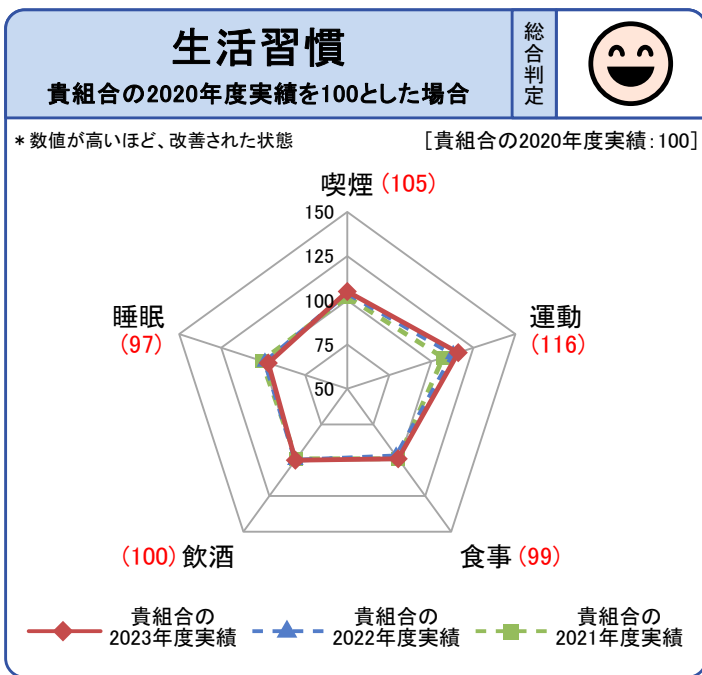 生活習慣
貴組合の2020年度実績を100とした場合
総合判定
*数値が高いほど、改善された状態
[貴組合の2020年度実績:100]
喫煙(105)
150
125
100
75
50
睡眠
(97)
運動
(116)
(100)飲酒
食事(99)
貴組合の
2023年度実績
貴組合の
2022年度実績
貴組合の
2021年度実績